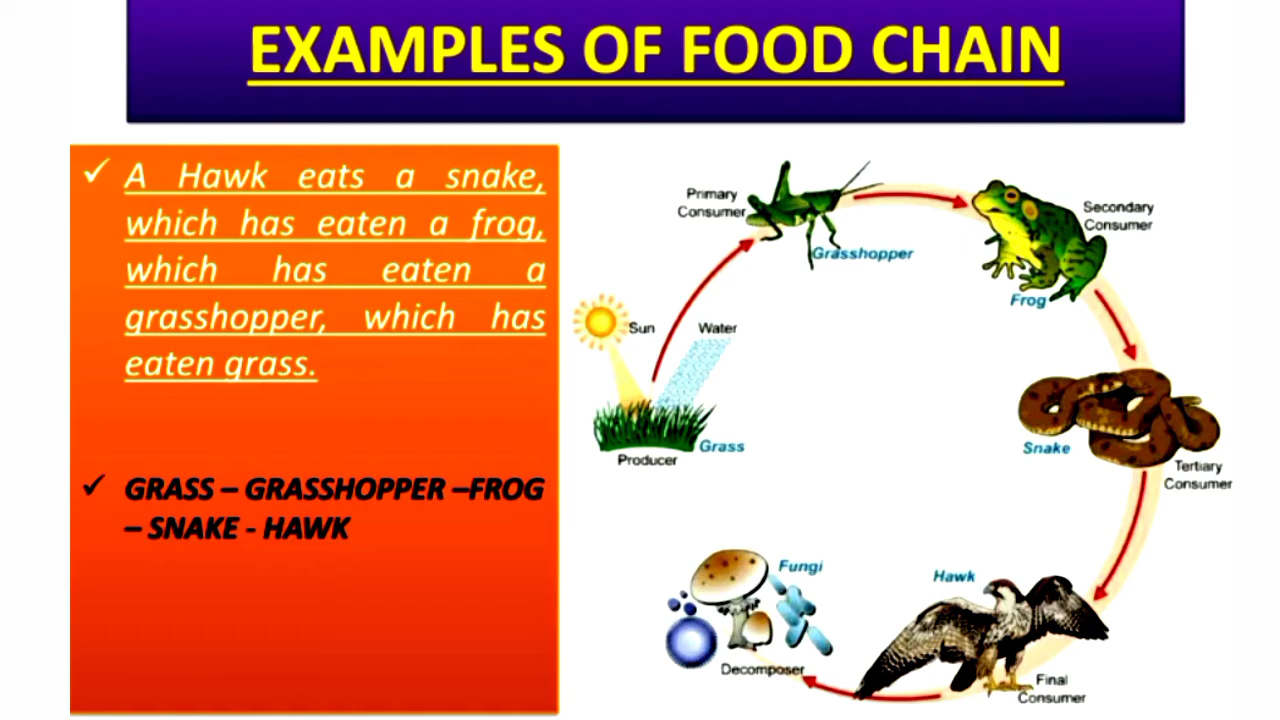 EXAMPLES OF FOOD CHAIN
✓ A Hawk eats a snake,
which has eaten a frog,
which has eaten a
grasshopper, which has
eaten grass.
✓ GRASS – GRASSHOPPER –FROG
– SNAKE - HAWK
Primary
Consumer
Grasshopper
Secondary
Consumer
Frog
Sun
Water
Grass
Producer
Snake
Tertiary
Consumer
Fungi
Hawk
Decomposer
Final
Consumer